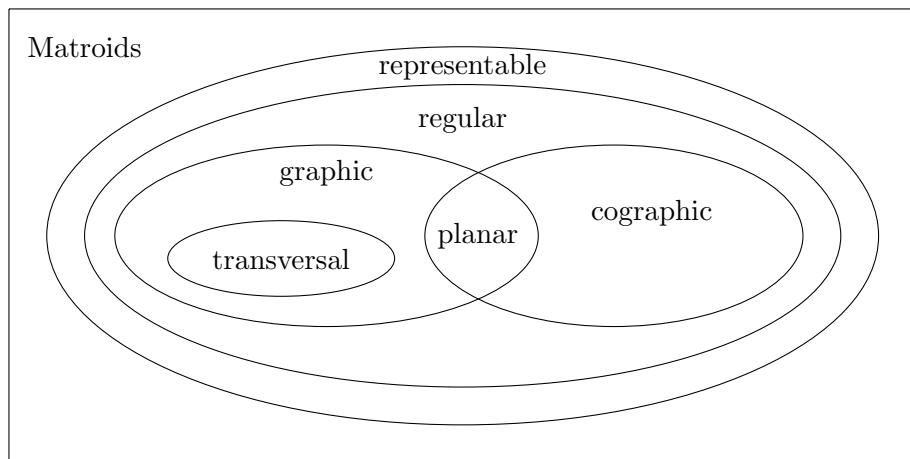 Matroids
representable
regular
graphic
cographic
planar
transversal